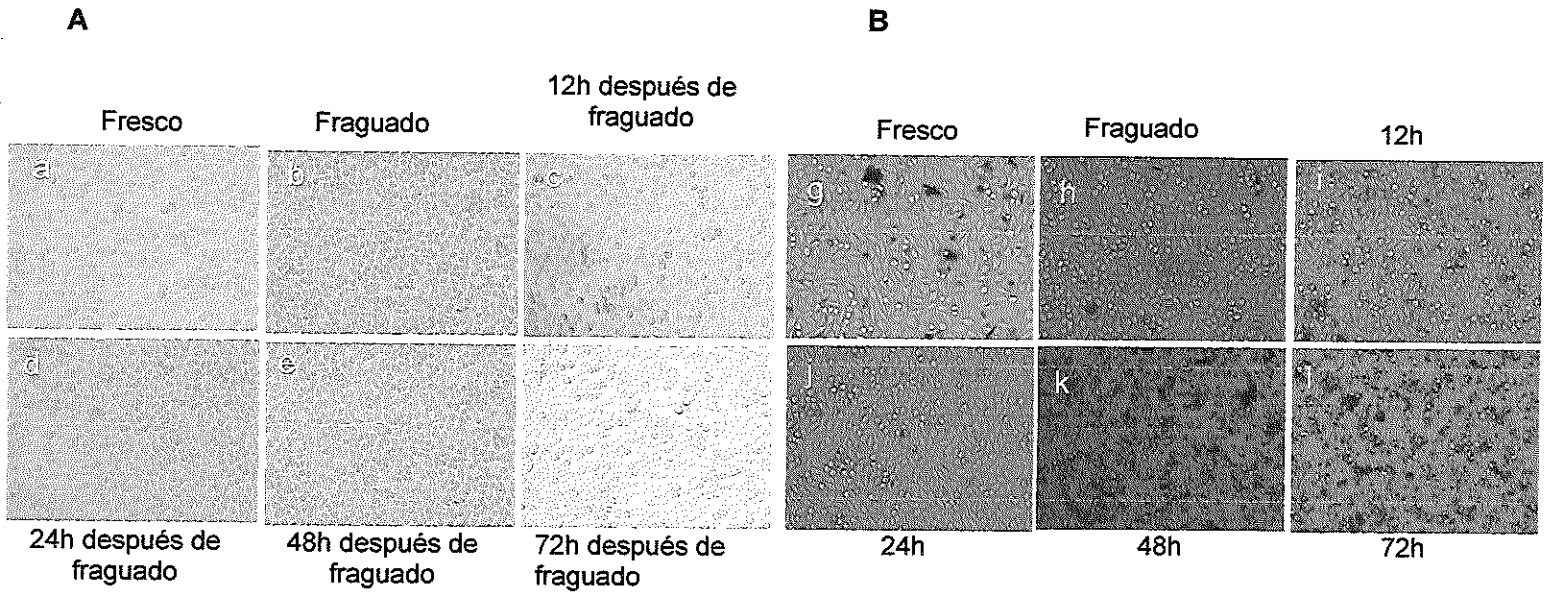 A
B
Fresco
Fraguado
12h después de
fraguado
Fresco
Fraguado
12h
a
b
c
g
h
i
d
e
f
j
k
l
24h después de
fraguado
48h después de
fraguado
72h después de
fraguado
24h
48h
72h